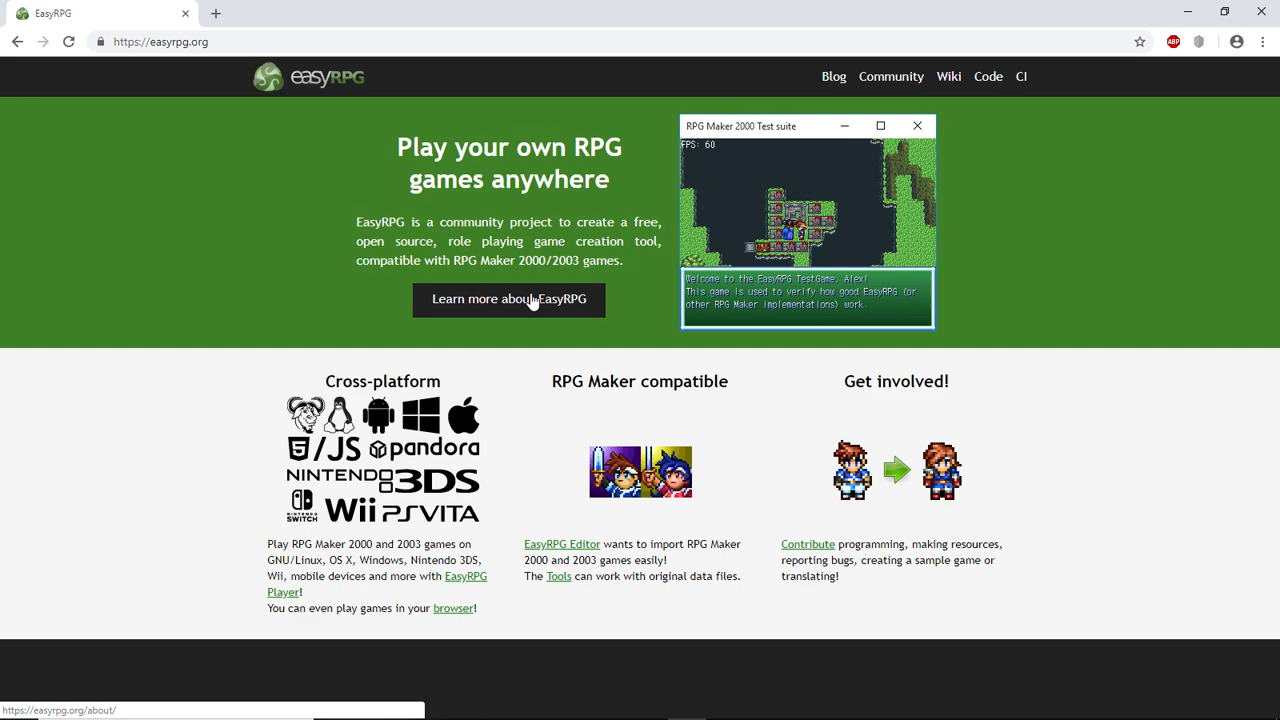 EasyRPG
https://easyrpg.org
ABP
easyRPG
Blog Community Wiki Code CI
Play your own RPG
games anywhere
EasyRPG is a community project to create a free,
open source, role playing game creation tool,
compatible with RPG Maker 2000/2003 games.
Learn more about EasyRPG
RPG Maker 2000 Test suite
FPS: 60
Welcome to the EasyRPG TestGame, Alex!
This game is used to verify how good EasyRPG (or
other RPG Maker implementations) work.
Cross-platform
/JS pandora
NINTENDO 3DS
NINTENDO
SWITCH
Wii PSVITA
Play RPG Maker 2000 and 2003 games on
GNU/Linux, OS X, Windows, Nintendo 3DS,
Wii, mobile devices and more with EasyRPG
Player!
You can even play games in your browser!
RPG Maker compatible
EasyRPG Editor wants to import RPG Maker
2000 and 2003 games easily!
The Tools can work with original data files.
Get involved!
Contribute programming, making resources,
reporting bugs, creating a sample game or
translating!
https://easyrpg.org/about/